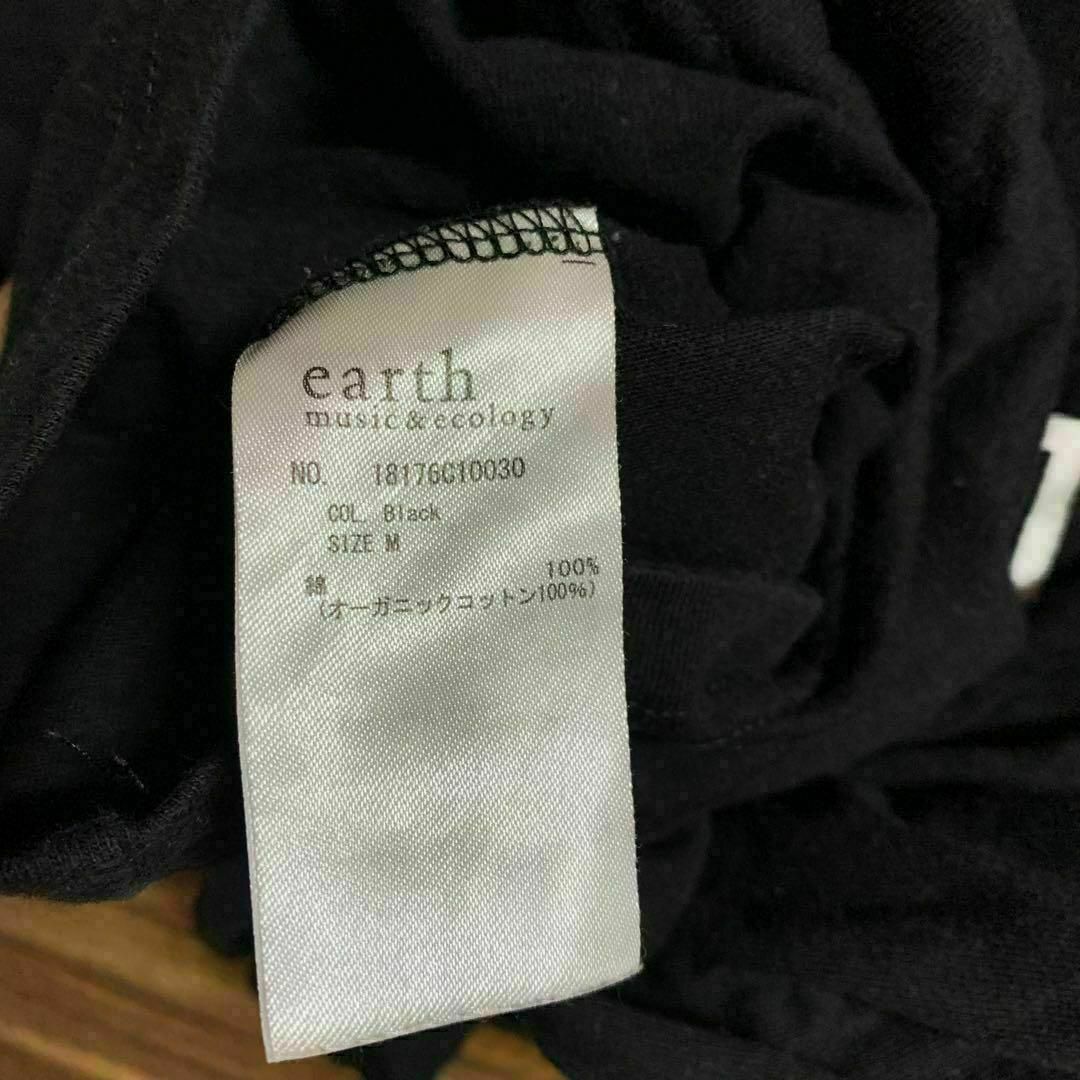 earth
music & ecology
NO. 18176C10030
COL. Black
SIZE M
綿 100%
(オーガニックコットン100%)